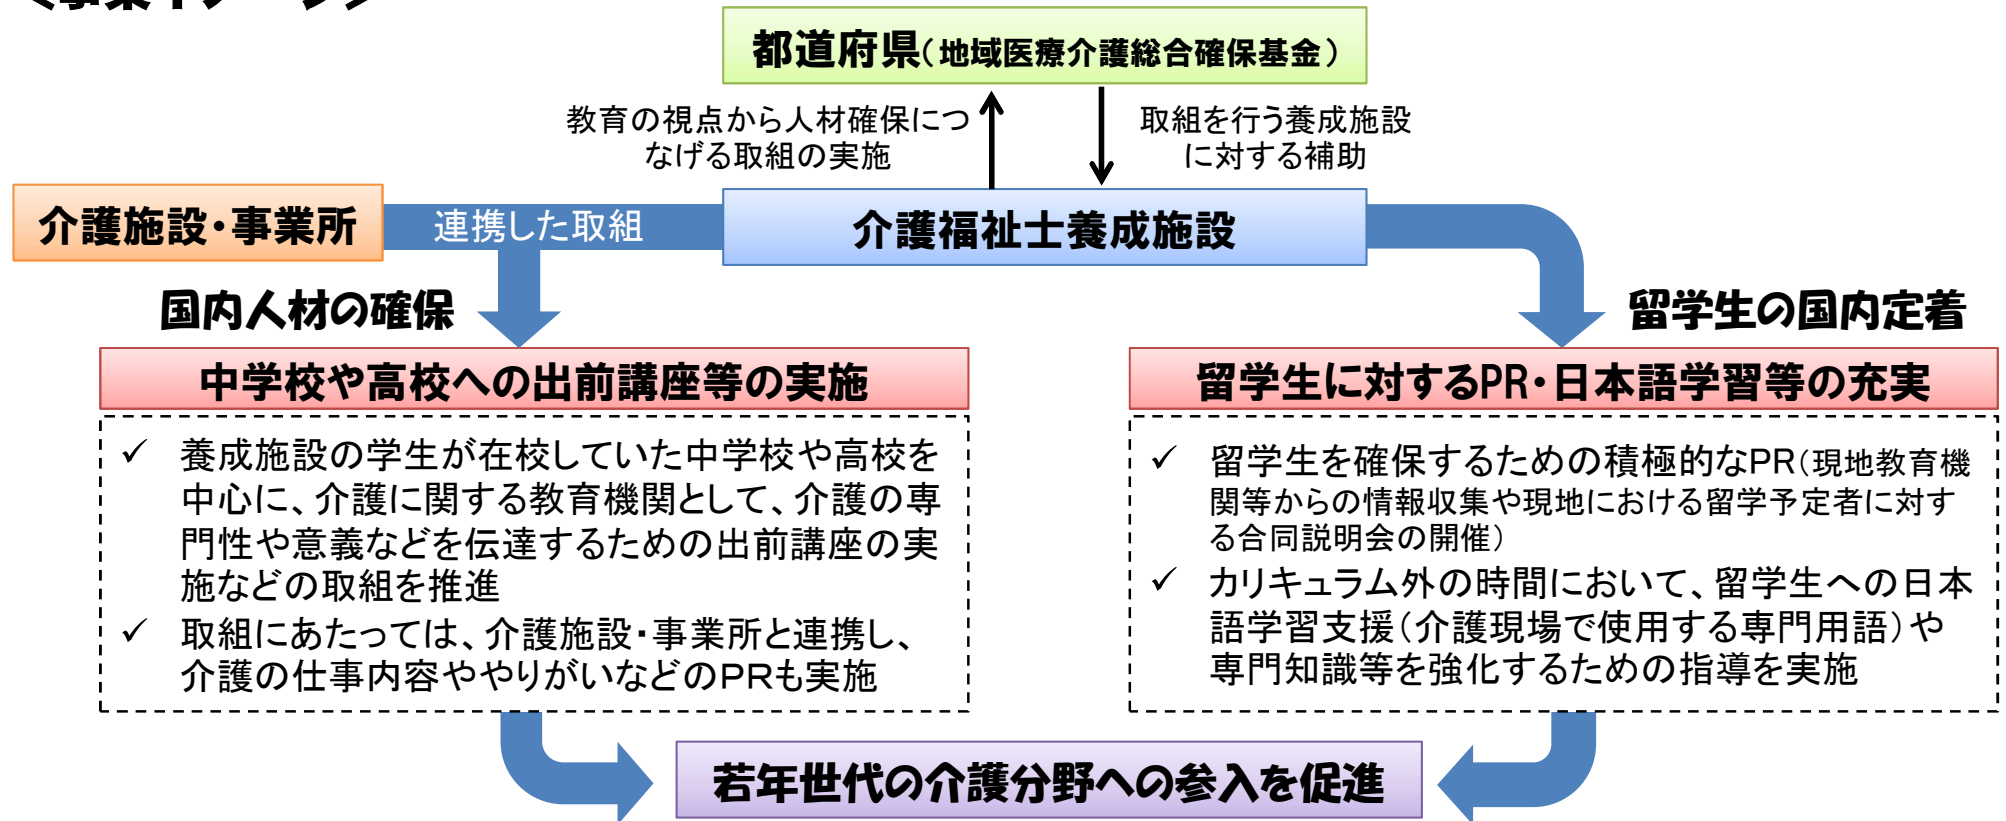 都道府県(地域医療介護総合確保基金)
教育の視点から人材確保につ
なげる取組の実施
取組を行う養成施設
に対する補助
介護施設・事業所
連携した取組
介護福祉士養成施設
国内人材の確保
留学生の国内定着
中学校や高校への出前講座等の実施
✓ 養成施設の学生が在校していた中学校や高校を
中心に、介護に関する教育機関として、介護の専
門性や意義などを伝達するための出前講座の実
施などの取組を推進
✓ 取組にあたっては、介護施設・事業所と連携し、
介護の仕事内容ややりがいなどのPRも実施
留学生に対するPR・日本語学習等の充実
✓ 留学生を確保するための積極的なPR(現地教育機
関等からの情報収集や現地における留学予定者に対す
る合同説明会の開催)
✓ カリキュラム外の時間において、留学生への日本
語学習支援(介護現場で使用する専門用語)や
専門知識等を強化するための指導を実施
若年世代の介護分野への参入を促進